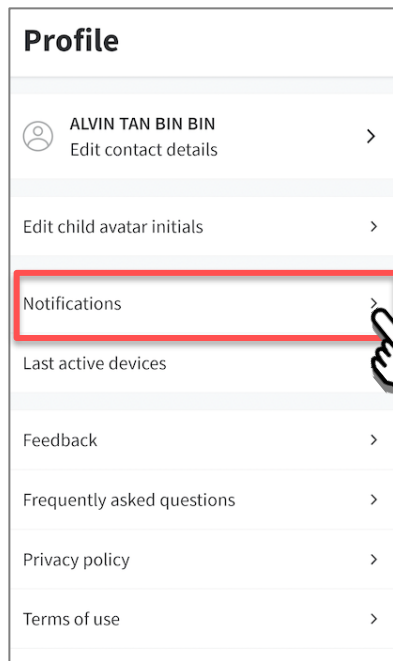 Profile
ALVIN TAN BIN BIN
Edit contact details
Edit child avatar initials
Notifications
Last active devices
Feedback
Frequently asked questions
Privacy policy
Terms of use